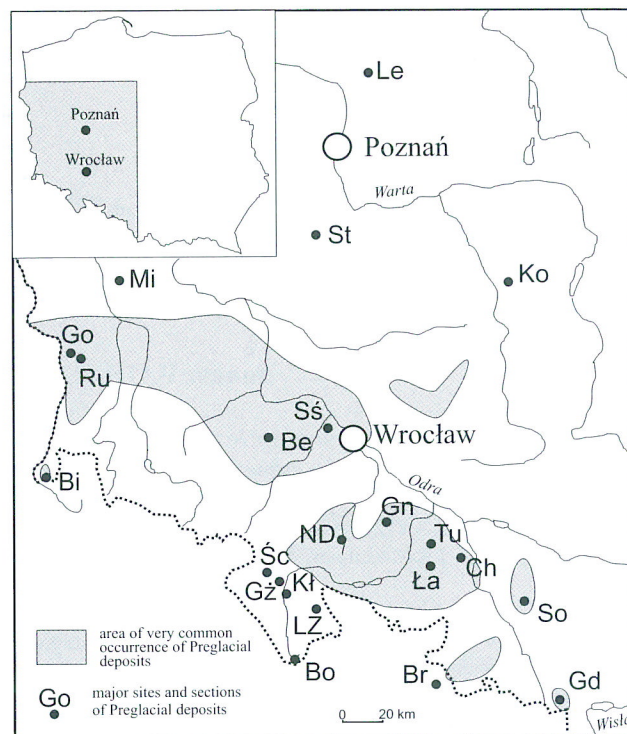 Poznań
Wrocław
Le
Poznań
Warta
St
Mi
Ko
Go
Ru
Sś
Be
Wrocław
Bi
Odra
Gn
ND
Tu
Śc
Ła
Ch
Gż
Kł
So
LZ
area of very common
occurrence of Preglacial
deposits
Bo
Br
Gd
Go
major sites and sections
of Preglacial deposits
0 20 km